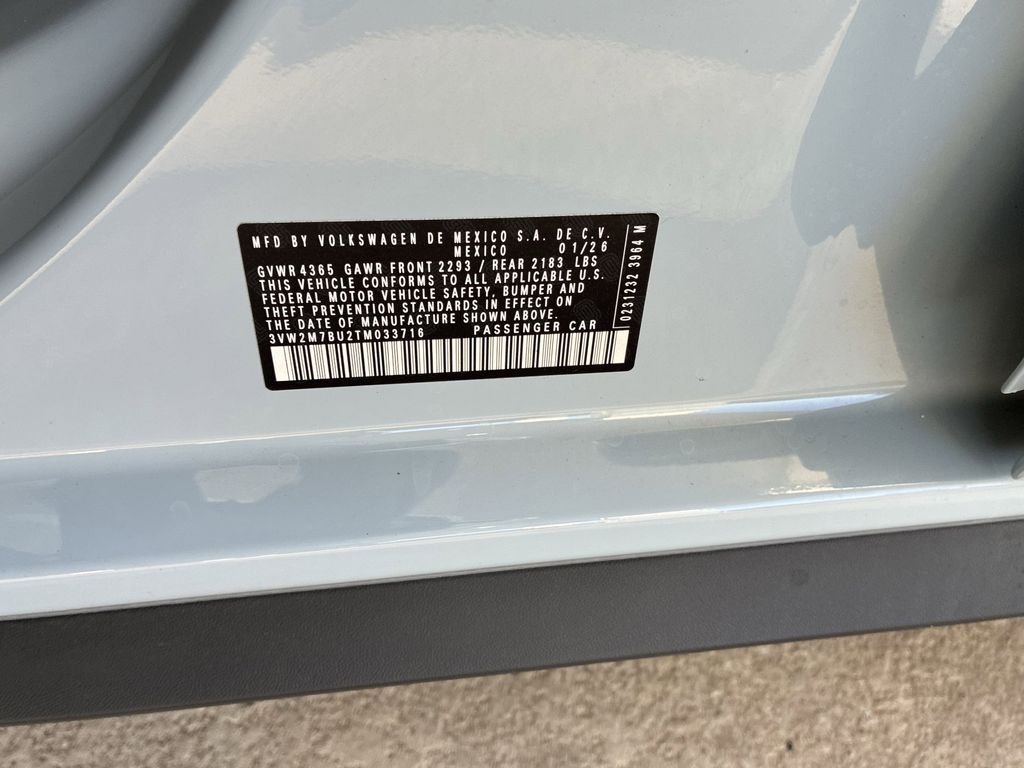 MFD BY VOLKSWAGEN DE MEXICO S.A. DE C.V.
MEXICO 01/26
GVWR 4365 GAWR FRONT 2293 / REAR 2183 LBS
THIS VEHICLE CONFORMS TO ALL APPLICABLE U.S.
FEDERAL MOTOR VEHICLE SAFETY, BUMPER AND
THEFT PREVENTION STANDARDS IN EFFECT ON
THE DATE OF MANUFACTURE SHOWN ABOVE.
3VW2M7BU2TM033716 PASSENGER CAR
0231232 3964 M